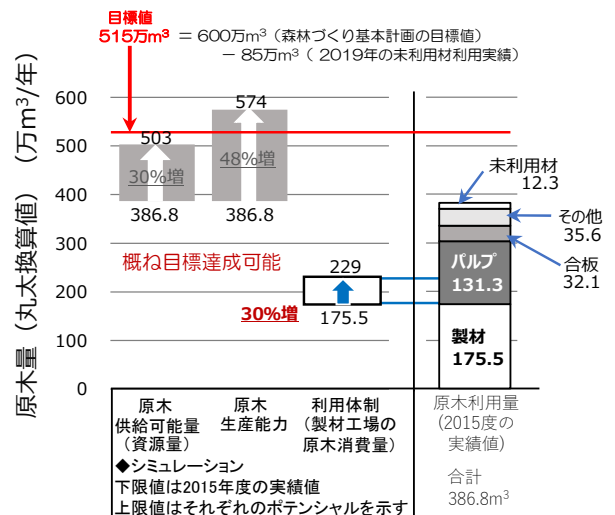 目標値
515万m³ = 600万m³(森林づくり基本計画の目標値)
− 85万m³( 2019年の未利用材利用実績)
原木量(丸太換算値)(万m³/年)
600
500
400
300
200
100
0
503
30%増
386.8
574
48%増
386.8
概ね目標達成可能
229
30%増
175.5
未利用材
12.3
その他
35.6
合板
32.1
パルプ
131.3
製材
175.5
原木
供給可能量
(資源量)
原木
生産能力
利用体制
(製材工場の
原木消費量)
原木利用量
(2015度の
実績値)
合計
386.8m³
◆シミュレーション
下限値は2015年度の実績値
上限値はそれぞれのポテンシャルを示す